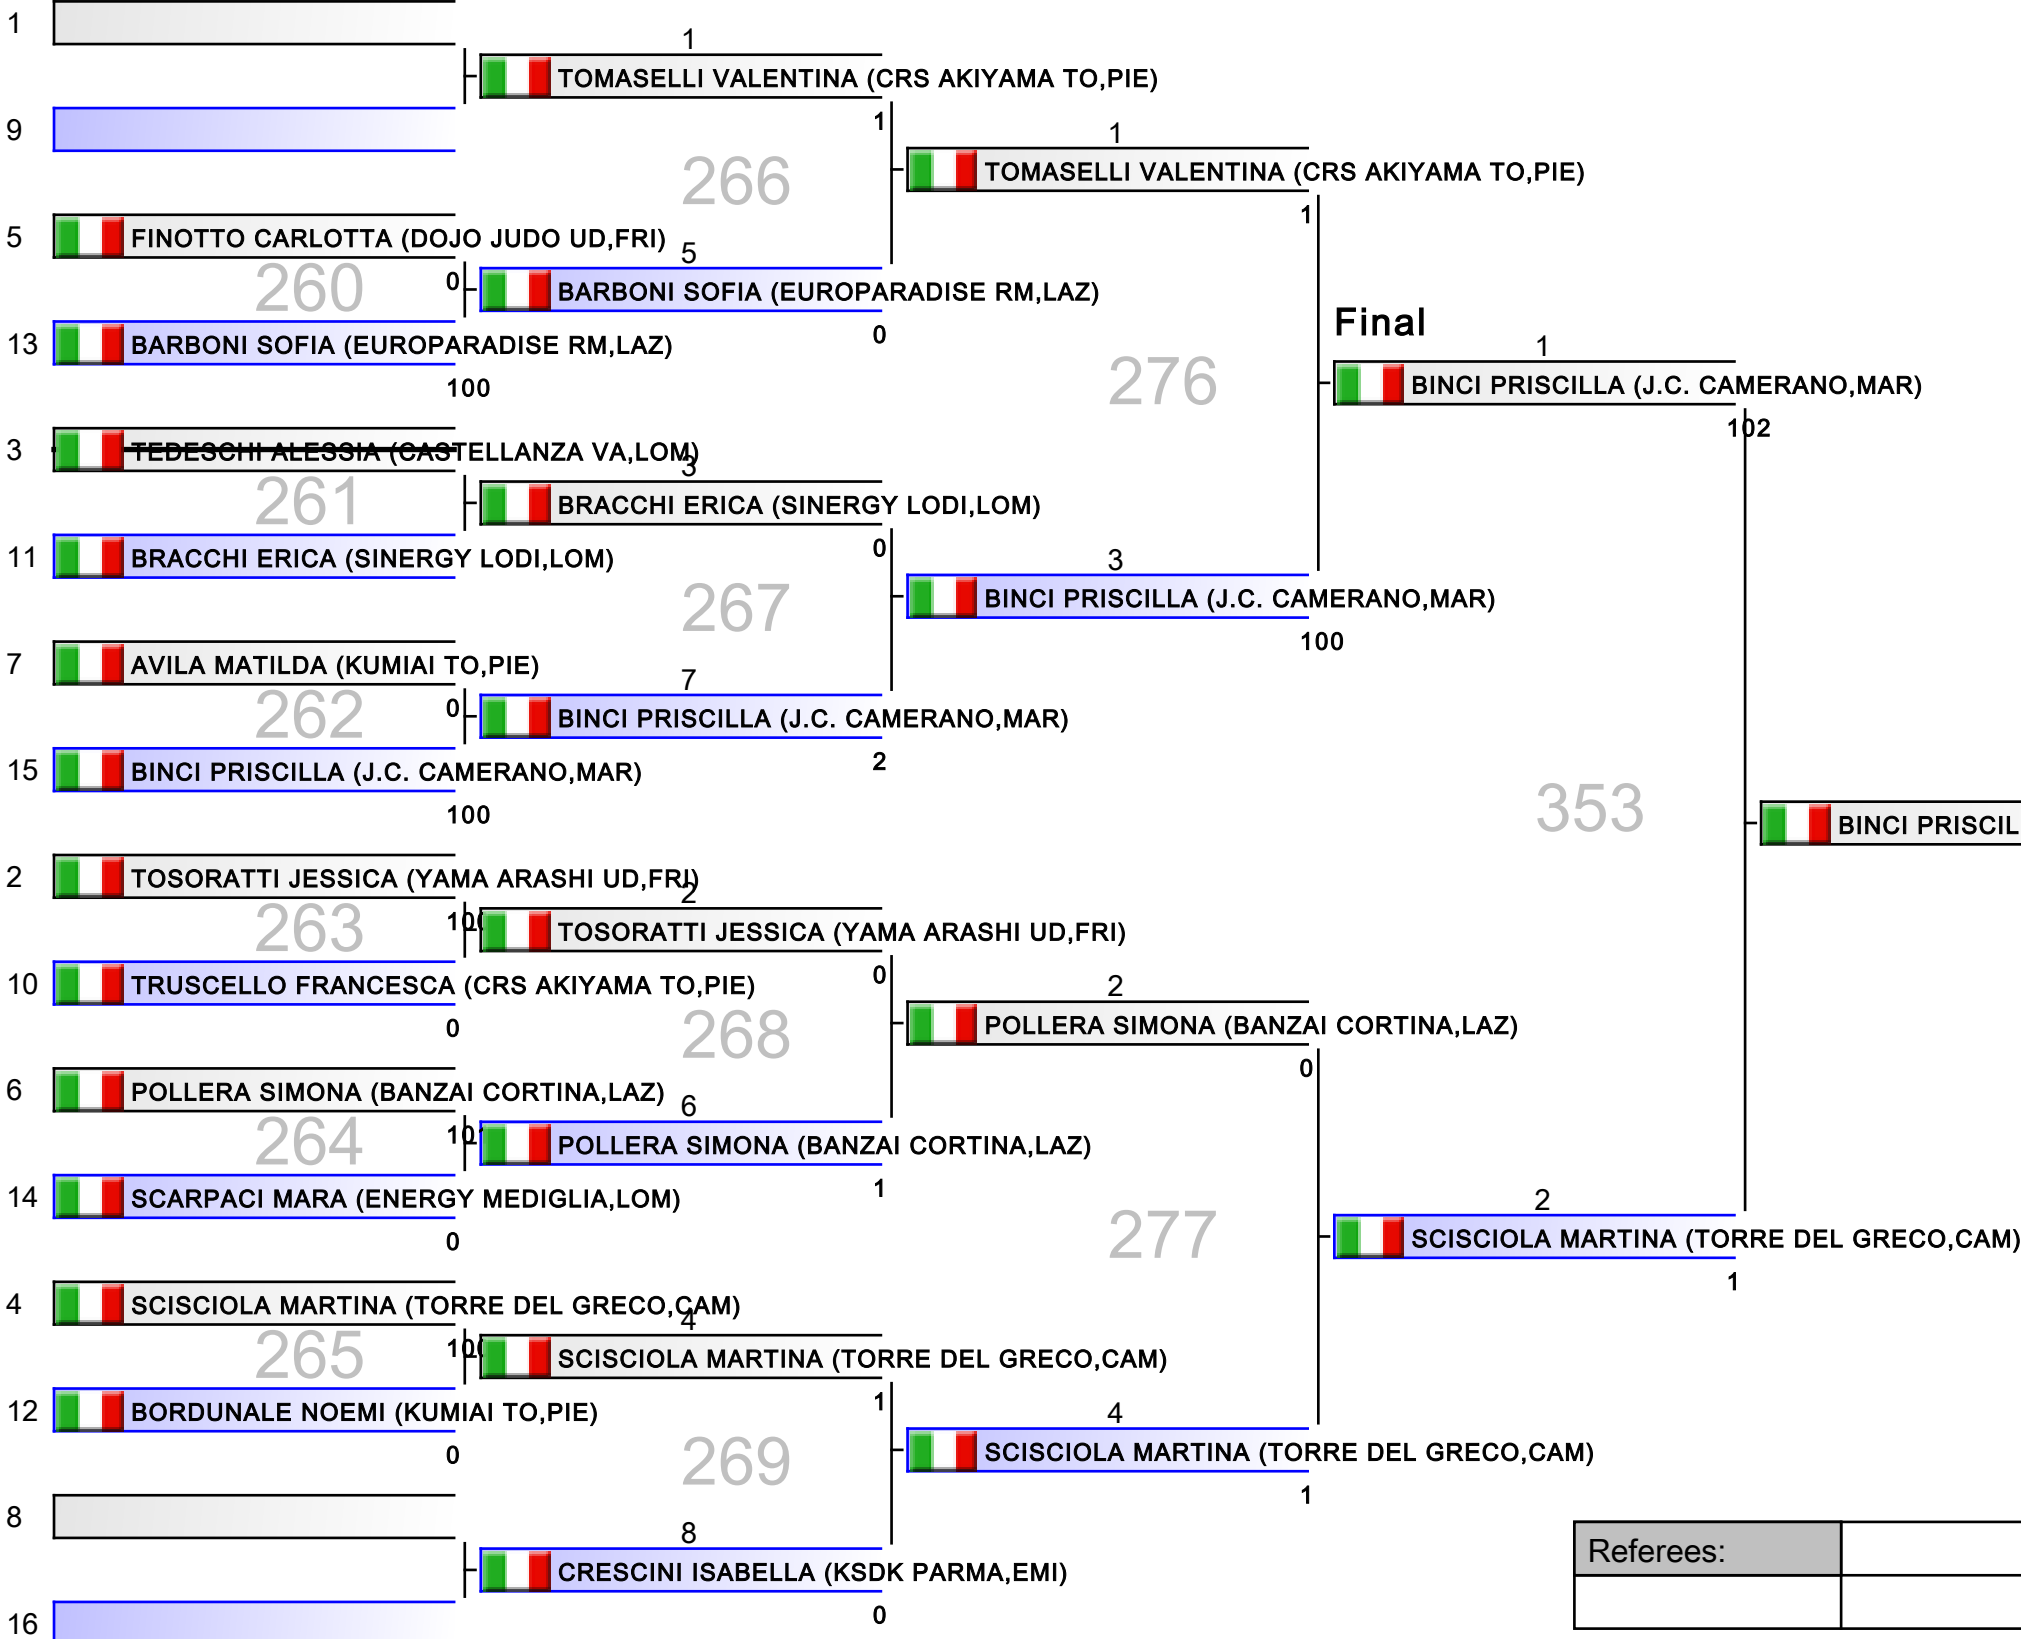 1
1
TOMASELLI VALENTINA (CRS AKIYAMA TO,PIE)
9
1
1
266
TOMASELLI VALENTINA (CRS AKIYAMA TO,PIE)
1
5
FINOTTO CARLOTTA (DOJO JUDO UD,FRI)
5
260
0
BARBONI SOFIA (EUROPARADISE RM,LAZ)
13
BARBONI SOFIA (EUROPARADISE RM,LAZ)
0
100
Final
1
276
BINCI PRISCILLA (J.C. CAMERANO,MAR)
102
3
TEDESCHI ALESSIA (CASTELLANZA VA,LOM)
3
261
BRACCHI ERICA (SINERGY LODI,LOM)
11
BRACCHI ERICA (SINERGY LODI,LOM)
0
3
267
BINCI PRISCILLA (J.C. CAMERANO,MAR)
100
7
AVILA MATILDA (KUMIAI TO,PIE)
7
262
0
BINCI PRISCILLA (J.C. CAMERANO,MAR)
15
BINCI PRISCILLA (J.C. CAMERANO,MAR)
2
100
353
BINCI PRISCIL
2
TOSORATTI JESSICA (YAMA ARASHI UD,FRI)
2
263
TOSORATTI JESSICA (YAMA ARASHI UD,FRI)
10
TRUSCELLO FRANCESCA (CRS AKIYAMA TO,PIE)
0
0
2
268
POLLERA SIMONA (BANZAI CORTINA,LAZ)
0
6
POLLERA SIMONA (BANZAI CORTINA,LAZ)
6
264
POLLERA SIMONA (BANZAI CORTINA,LAZ)
14
SCARPACI MARA (ENERGY MEDIGLIA,LOM)
1
0
2
277
SCISCIOLA MARTINA (TORRE DEL GRECO,CAM)
1
4
SCISCIOLA MARTINA (TORRE DEL GRECO,CAM)
4
265
SCISCIOLA MARTINA (TORRE DEL GRECO,CAM)
12
BORDUNALE NOEMI (KUMIAI TO,PIE)
1
0
4
269
SCISCIOLA MARTINA (TORRE DEL GRECO,CAM)
1
8
8
CRESCINI ISABELLA (KSDK PARMA,EMI)
0
16
Referees: